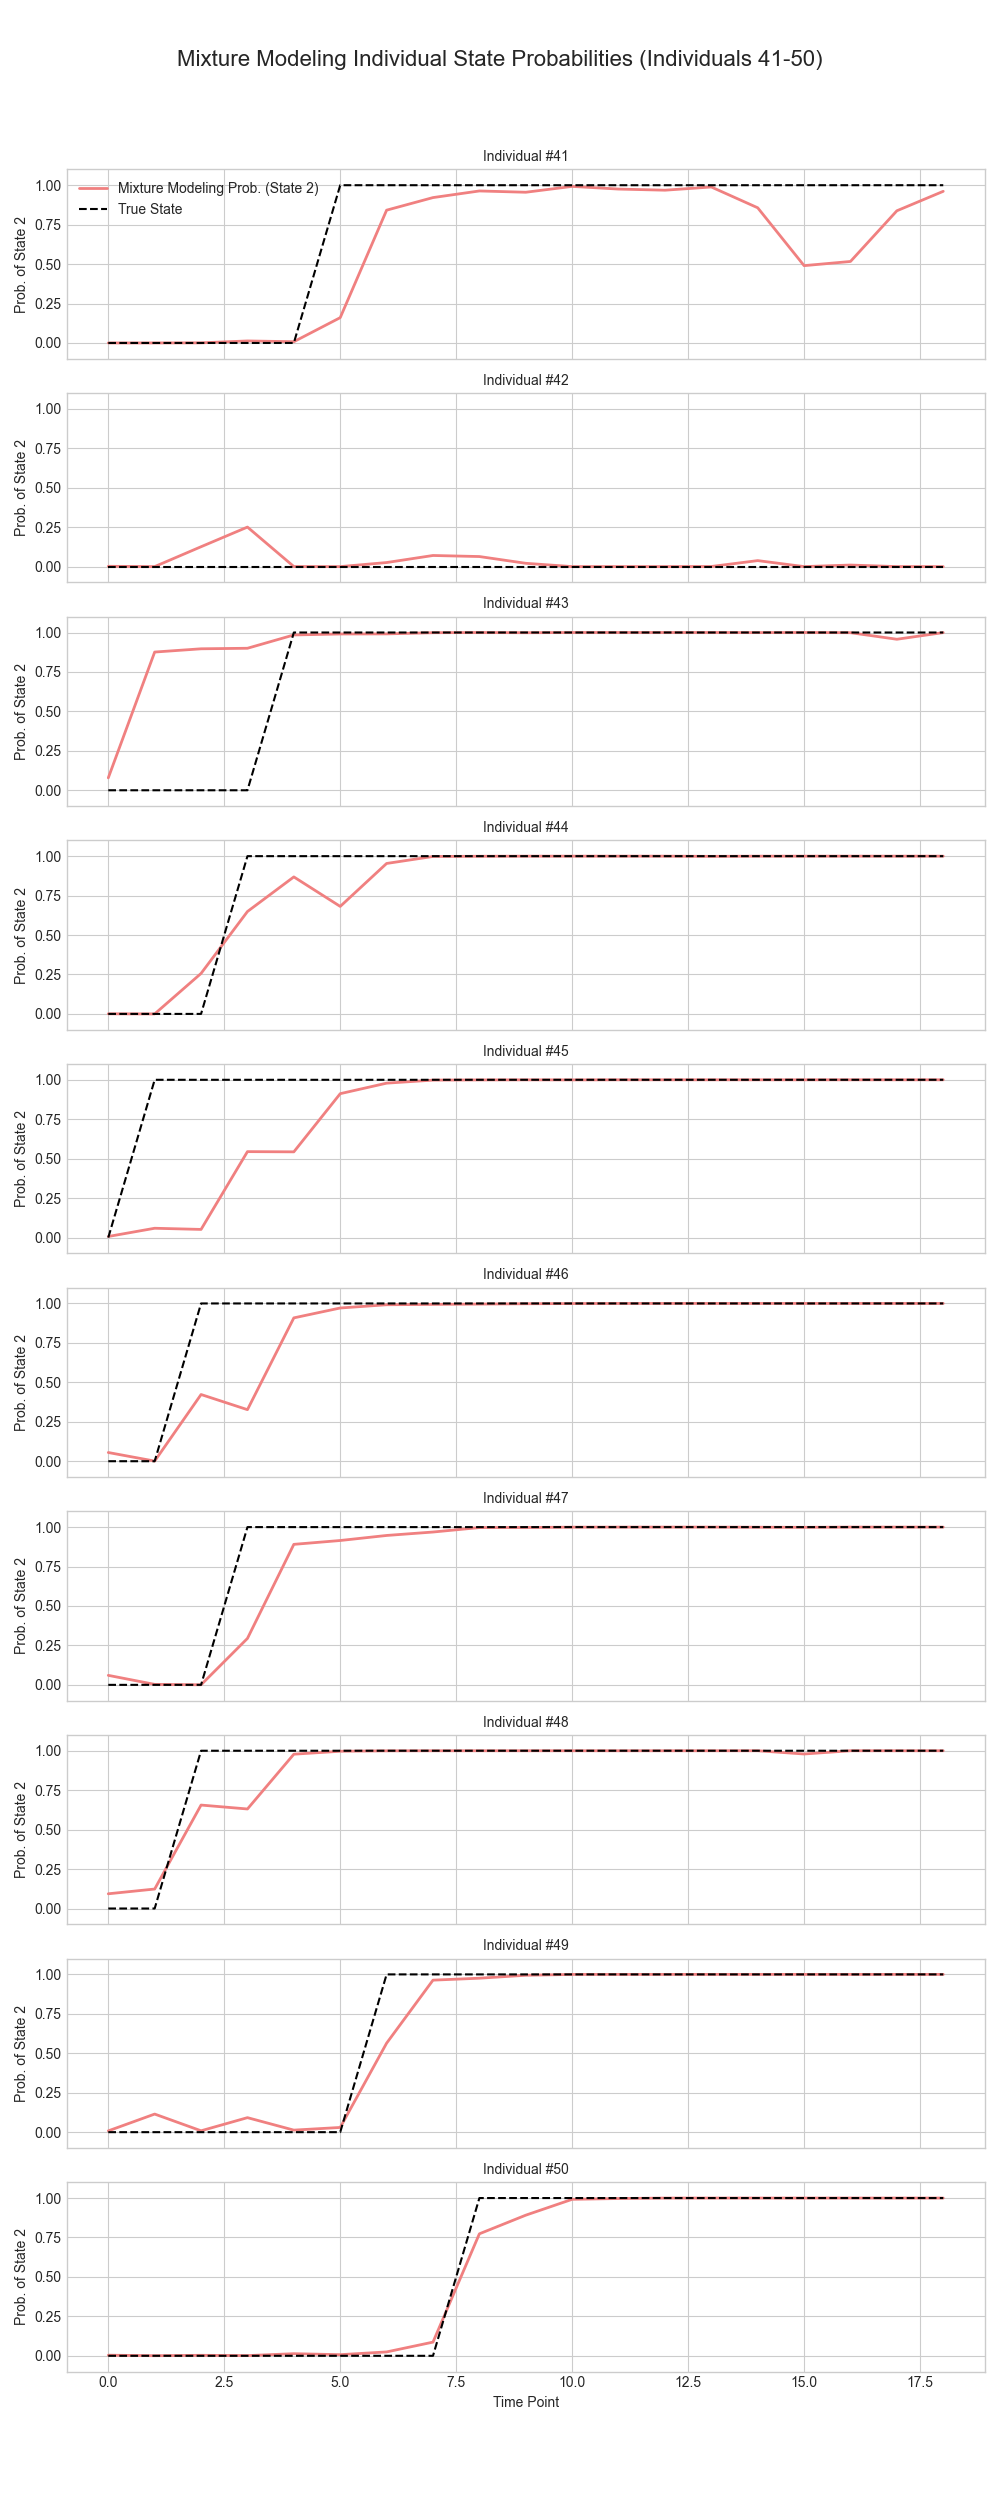 Mixture Modeling Individual State Probabilities (Individuals 41-50)
Individual #41
Prob. of State 2
1.00
0.75
0.50
0.25
0.00
Mixture Modeling Prob. (State 2)
True State
Individual #42
Prob. of State 2
1.00
0.75
0.50
0.25
0.00
Individual #43
Prob. of State 2
1.00
0.75
0.50
0.25
0.00
Individual #44
Prob. of State 2
1.00
0.75
0.50
0.25
0.00
Individual #45
Prob. of State 2
1.00
0.75
0.50
0.25
0.00
Individual #46
Prob. of State 2
1.00
0.75
0.50
0.25
0.00
Individual #47
Prob. of State 2
1.00
0.75
0.50
0.25
0.00
Individual #48
Prob. of State 2
1.00
0.75
0.50
0.25
0.00
Individual #49
Prob. of State 2
1.00
0.75
0.50
0.25
0.00
Individual #50
Prob. of State 2
1.00
0.75
0.50
0.25
0.00
0.0 2.5 5.0 7.5 10.0 12.5 15.0 17.5
Time Point